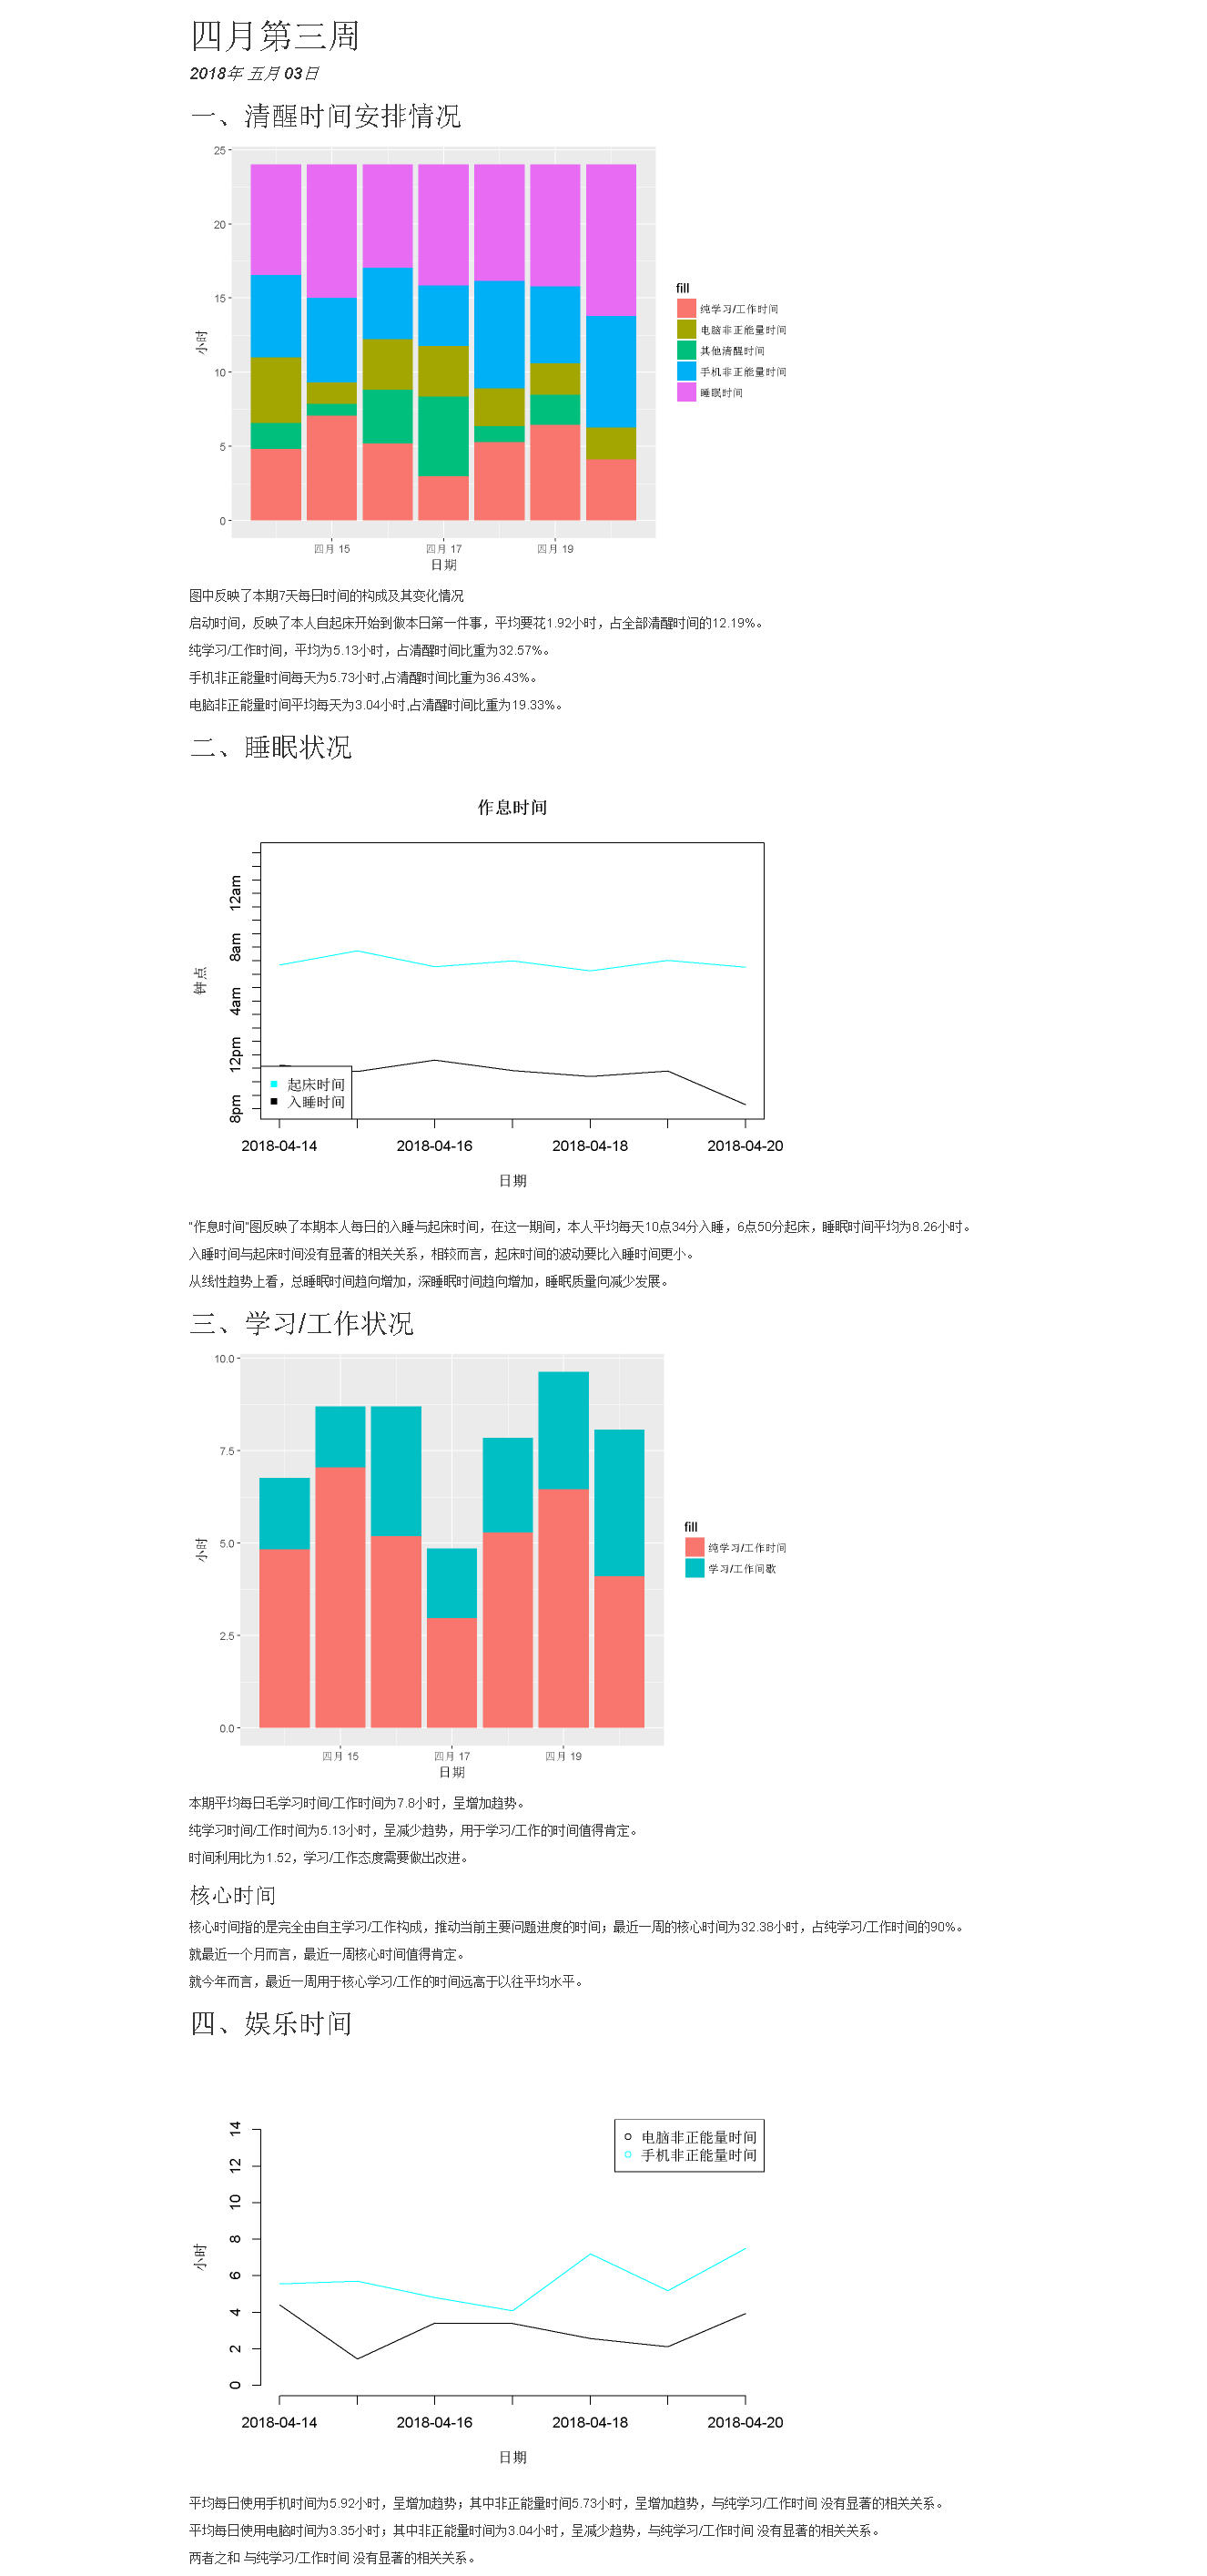 四月第三周
2018年 五月 03日
一、清醒时间安排情况
25
20
15
10
5
0
小时
四月 15
四月 17
四月 19
日期
fill
纯学习/工作时间
电脑非正能量时间
其他清醒时间
手机非正能量时间
睡眠时间
图中反映了本期7天每日时间的构成及其变化情况
启动时间，反映了本人自起床开始到做本日第一件事，平均要花1.92小时，占全部清醒时间的12.19%。
纯学习/工作时间，平均为5.13小时，占清醒时间比重为32.57%。
手机非正能量时间每天为5.73小时,占清醒时间比重为36.43%。
电脑非正能量时间平均每天为3.04小时,占清醒时间比重为19.33%。
二、睡眠状况
作息时间
12am
8am
4am
12pm
8pm
钟点
起床时间
入睡时间
2018-04-14
2018-04-16
2018-04-18
2018-04-20
日期
"作息时间"图反映了本期本人每日的入睡与起床时间，在这一期间，本人平均每天10点34分入睡，6点50分起床，睡眠时间平均为8.26小时。
入睡时间与起床时间没有显著的相关关系，相较而言，起床时间的波动要比入睡时间更小。
从线性趋势上看，总睡眠时间趋向增加，深睡眠时间趋向增加，睡眠质量向减少发展。
三、学习/工作状况
10.0
7.5
5.0
2.5
0.0
小时
四月 15
四月 17
四月 19
日期
fill
纯学习/工作时间
学习/工作间歇
本期平均每日毛学习时间/工作时间为7.8小时，呈增加趋势。
纯学习时间/工作时间为5.13小时，呈减少趋势，用于学习/工作的时间值得肯定。
时间利用比为1.52，学习/工作态度需要做出改进。
核心时间
核心时间指的是完全由自主学习/工作构成，推动当前主要问题进度的时间；最近一周的核心时间为32.38小时，占纯学习/工作时间的90%。
就最近一个月而言，最近一周核心时间值得肯定。
就今年而言，最近一周用于核心学习/工作的时间远高于以往平均水平。
四、娱乐时间
14
12
10
8
6
4
2
0
小时
电脑非正能量时间
手机非正能量时间
2018-04-14
2018-04-16
2018-04-18
2018-04-20
日期
平均每日使用手机时间为5.92小时，呈增加趋势；其中非正能量时间5.73小时，呈增加趋势，与纯学习/工作时间 没有显著的相关关系。
平均每日使用电脑时间为3.35小时；其中非正能量时间为3.04小时，呈减少趋势，与纯学习/工作时间 没有显著的相关关系。
两者之和 与纯学习/工作时间 没有显著的相关关系。